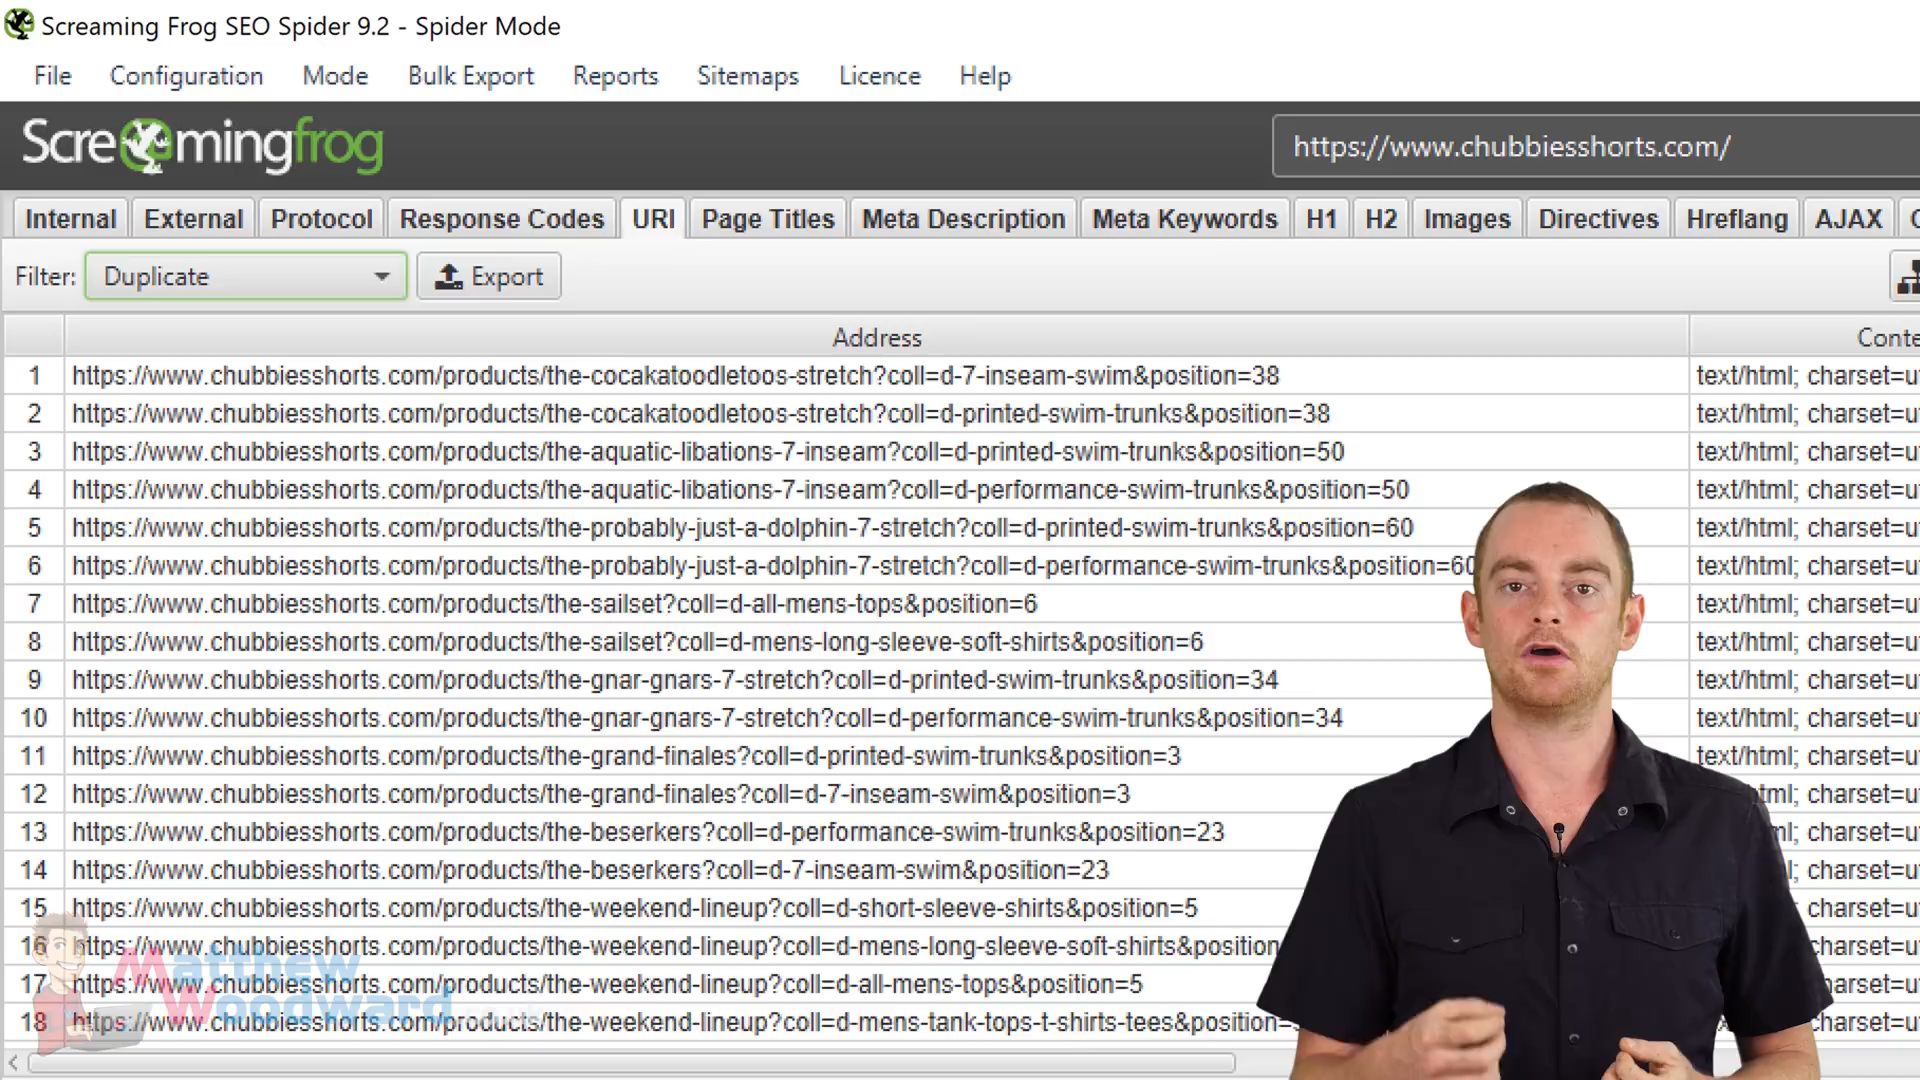 Screaming Frog SEO Spider 9.2 - Spider Mode
File Configuration Mode Bulk Export Reports Sitemaps Licence Help
Screamingfrog https://www.chubbiesshorts.com/
Internal External Protocol Response Codes URI Page Titles Meta Description Meta Keywords H1 H2 Images Directives Hreflang AJAX
Filter: Duplicate Export
Address Conte
1 https://www.chubbiesshorts.com/products/the-cocakatoodletoos-stretch?coll=d-7-inseam-swim&position=38 text/html; charset=u
2 https://www.chubbiesshorts.com/products/the-cocakatoodletoos-stretch?coll=d-printed-swim-trunks&position=38 text/html; charset=u
3 https://www.chubbiesshorts.com/products/the-aquatic-libations-7-inseam?coll=d-printed-swim-trunks&position=50 text/html; charset=u
4 https://www.chubbiesshorts.com/products/the-aquatic-libations-7-inseam?coll=d-performance-swim-trunks&position=50 text/html; charset=u
5 https://www.chubbiesshorts.com/products/the-probably-just-a-dolphin-7-stretch?coll=d-printed-swim-trunks&position=60 text/html; charset=u
6 https://www.chubbiesshorts.com/products/the-probably-just-a-dolphin-7-stretch?coll=d-performance-swim-trunks&position=60 text/html; charset=u
7 https://www.chubbiesshorts.com/products/the-sailset?coll=d-all-mens-tops&position=6 text/html; charset=u
8 https://www.chubbiesshorts.com/products/the-sailset?coll=d-mens-long-sleeve-soft-shirts&position=6 text/html; charset=u
9 https://www.chubbiesshorts.com/products/the-gnar-gnars-7-stretch?coll=d-printed-swim-trunks&position=34 text/html; charset=u
10 https://www.chubbiesshorts.com/products/the-gnar-gnars-7-stretch?coll=d-performance-swim-trunks&position=34 text/html; charset=u
11 https://www.chubbiesshorts.com/products/the-grand-finales?coll=d-printed-swim-trunks&position=3 text/html; charset=u
12 https://www.chubbiesshorts.com/products/the-grand-finales?coll=d-7-inseam-swim&position=3 tml; charset=u
13 https://www.chubbiesshorts.com/products/the-beserkers?coll=d-performance-swim-trunks&position=23 l; charset=u
14 https://www.chubbiesshorts.com/products/the-beserkers?coll=d-7-inseam-swim&position=23 l; charset=u
15 https://www.chubbiesshorts.com/products/the-weekend-lineup?coll=d-short-sleeve-shirts&position=5 charset=u
16 https://www.chubbiesshorts.com/products/the-weekend-lineup?coll=d-mens-long-sleeve-soft-shirts&position charset=u
17 https://www.chubbiesshorts.com/products/the-weekend-lineup?coll=d-all-mens-tops&position=5 charset=u
18 https://www.chubbiesshorts.com/products/the-weekend-lineup?coll=d-mens-tank-tops-t-shirts-tees&position= charset=u
Matthew
Woodward